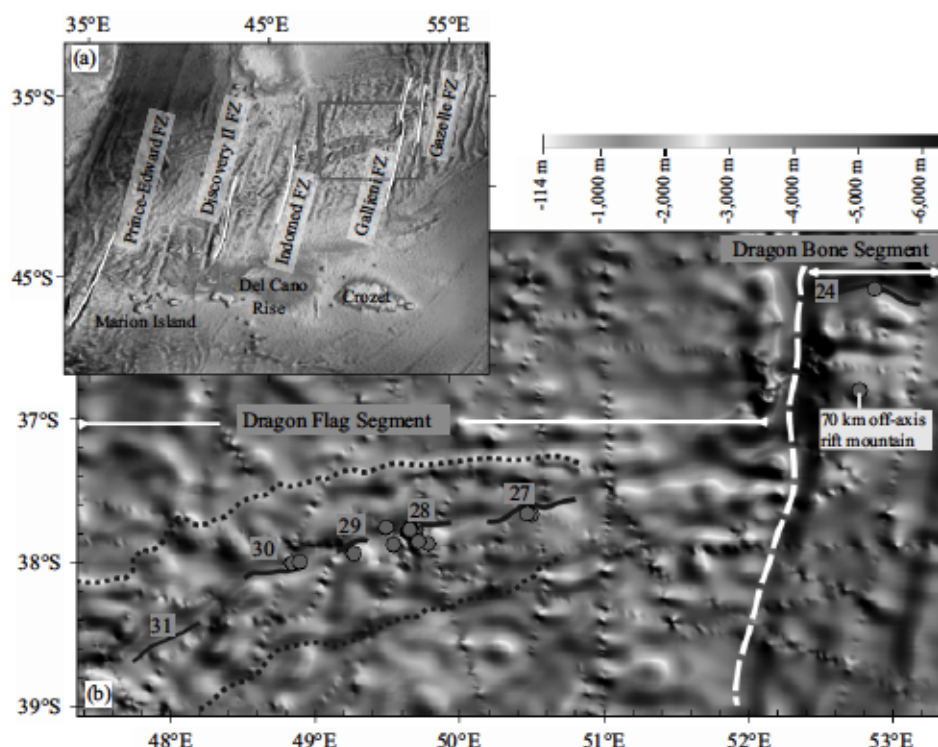 35°E 45°E 55°E
(a)
35°S
45°S
Prince-Edward FZ
Discovery II FZ
Indomed FZ
Gallieni FZ
Gazelle FZ
Del Cano
Rise
Crozet
Marion Island
-114 m
-1,000 m
-2,000 m
-3,000 m
-4,000 m
-5,000 m
-6,000 m
Dragon Bone Segment
24
70 km off-axis
rift mountain
37°S
Dragon Flag Segment
27
28
29
30
38°S
31
(b)
39°S
48°E 49°E 50°E 51°E 52°E 53°E